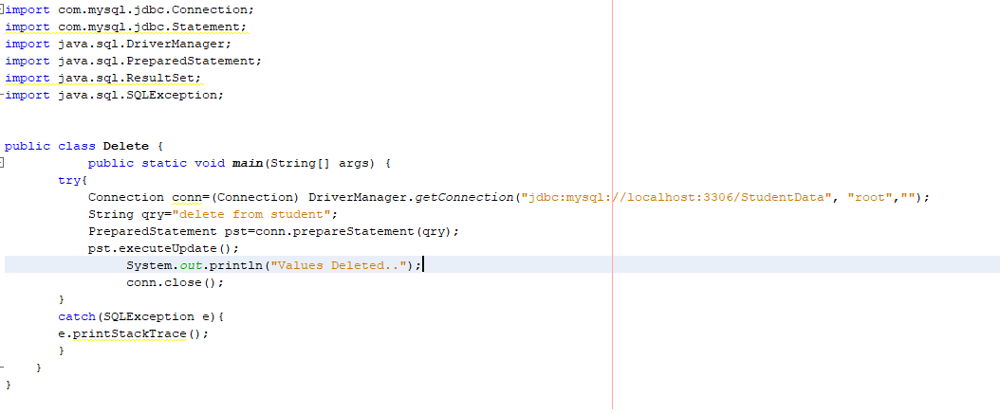 import com.mysql.jdbc.Connection;
import com.mysql.jdbc.Statement;
import java.sql.DriverManager;
import java.sql.PreparedStatement;
import java.sql.ResultSet;
import java.sql.SQLException;
public class Delete {
public static void main(String[] args) {
try{
Connection conn=(Connection) DriverManager.getConnection("jdbc:mysql://localhost:3306/StudentData", "root","");
String qry="delete from student";
PreparedStatement pst=conn.prepareStatement(qry);
pst.executeUpdate();
System.out.println("Values Deleted..");
conn.close();
}
catch(SQLException e){
e.printStackTrace();
}
}
}